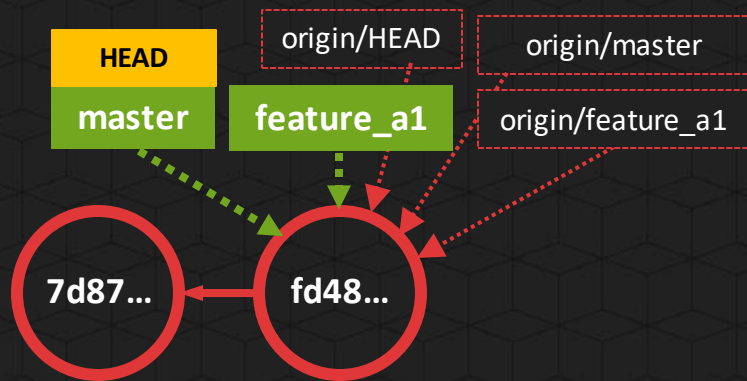 HEAD
master
feature_a1
origin/HEAD
origin/master
origin/feature_a1
7d87...
fd48...